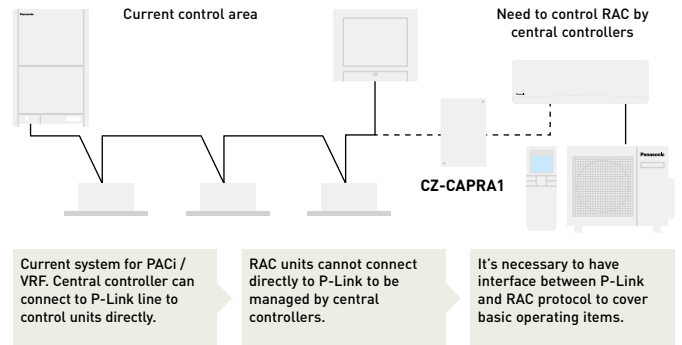 Current control area
Need to control RAC by
central controllers
Panasonic
CZ-CAPRA1
Panasonic
Current system for PACi /
VRF. Central controller can
connect to P-Link line to
control units directly.
RAC units cannot connect
directly to P-Link to be
managed by central
controllers.
It's necessary to have
interface between P-Link
and RAC protocol to cover
basic operating items.